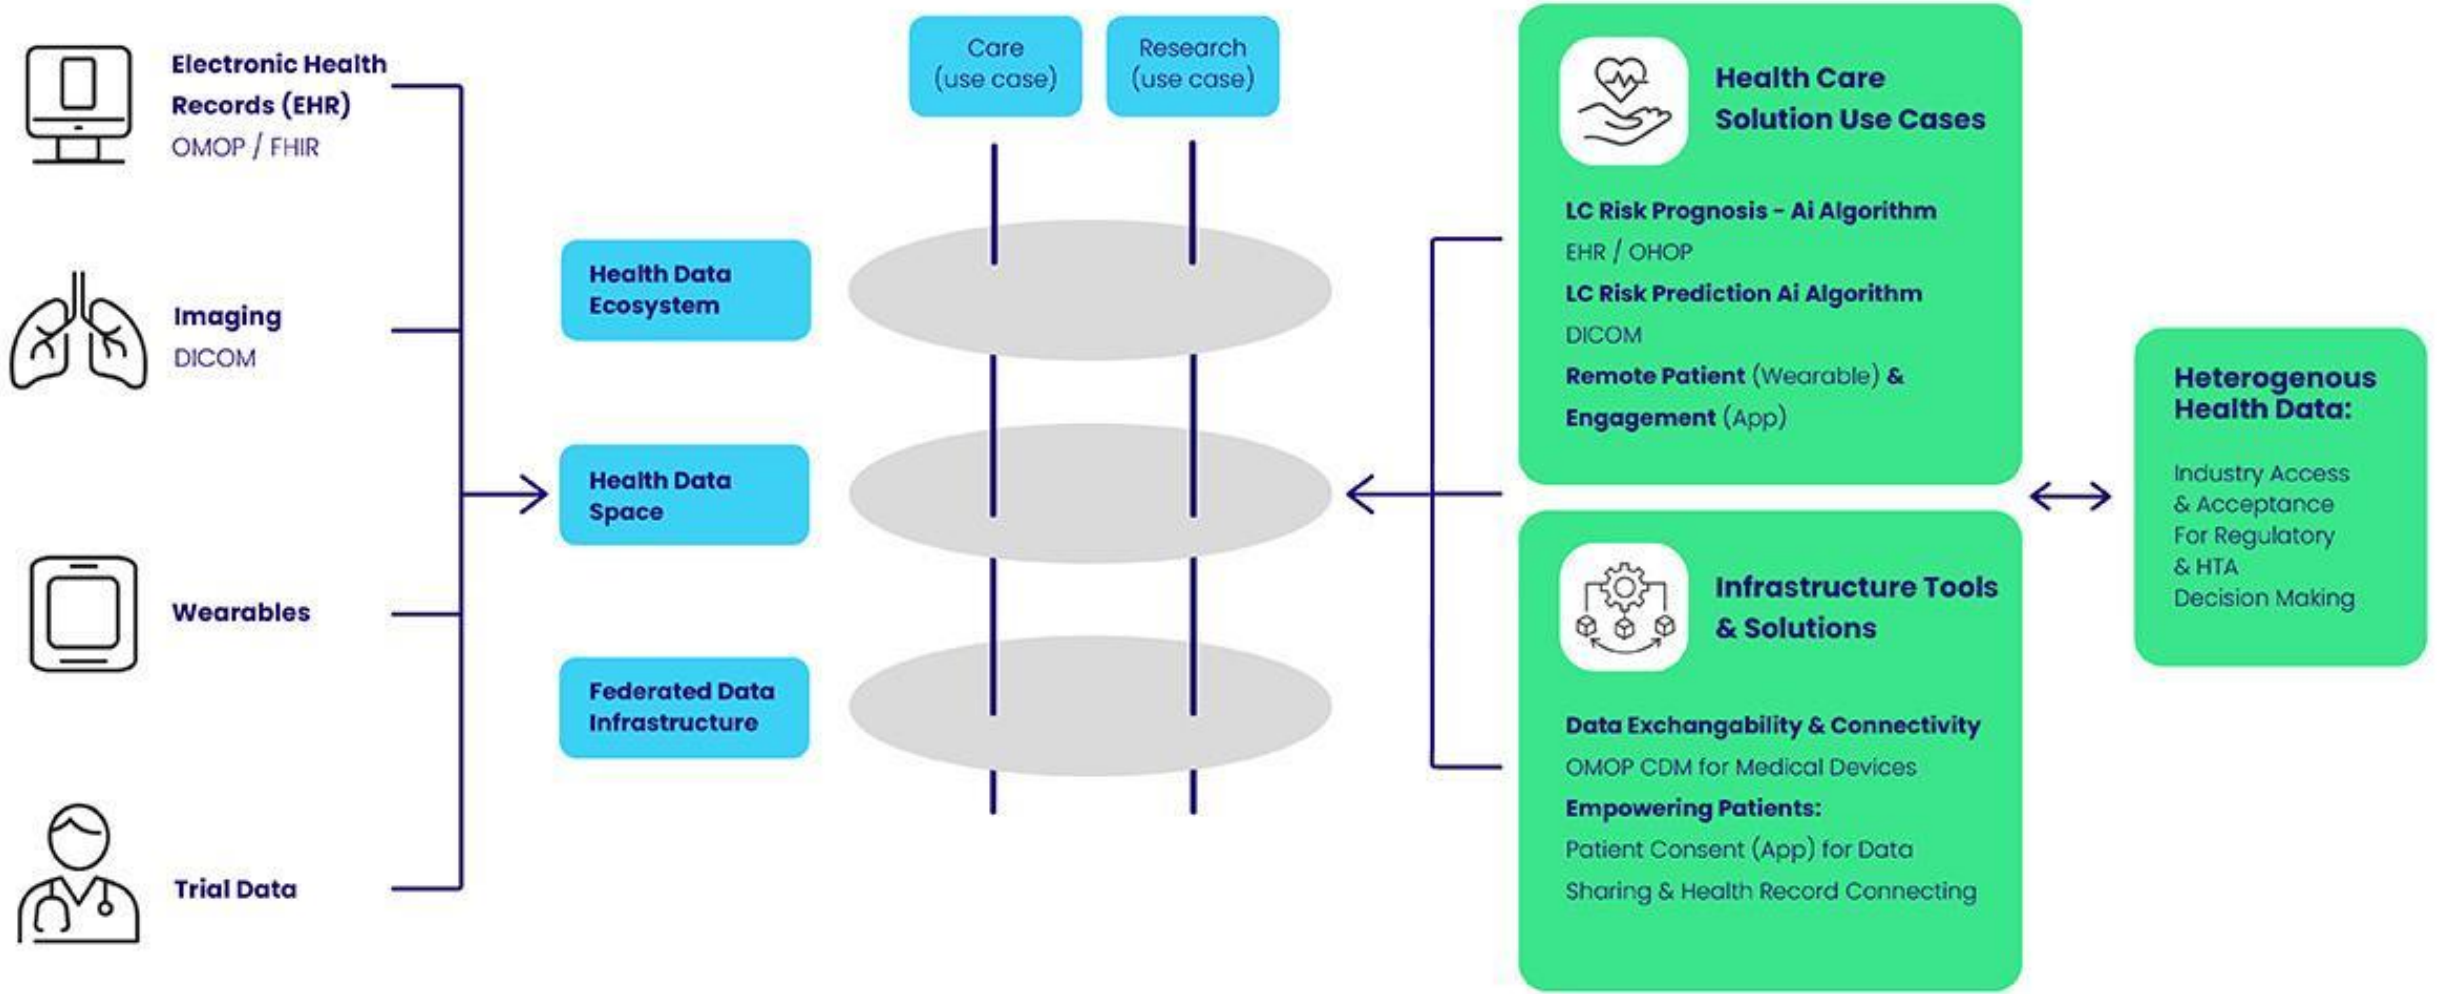 Electronic Health
Records (EHR)
OMOP / FHIR
Imaging
DICOM
Wearables
Trial Data
Care
(use case)
Research
(use case)
Health Data
Ecosystem
Health Data
Space
Federated Data
Infrastructure
Health Care
Solution Use Cases
LC Risk Prognosis - Ai Algorithm
EHR / OHOP
LC Risk Prediction Ai Algorithm
DICOM
Remote Patient (Wearable) &
Engagement (App)
Infrastructure Tools
& Solutions
Data Exchangability & Connectivity
OMOP CDM for Medical Devices
Empowering Patients:
Patient Consent (App) for Data
Sharing & Health Record Connecting
Heterogenous
Health Data:
Industry Access
& Acceptance
For Regulatory
& HTA
Decision Making